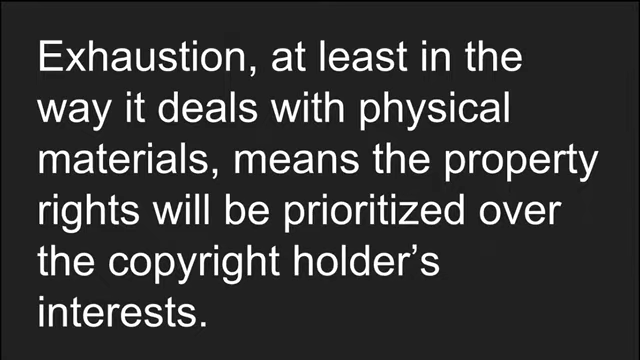 Exhaustion, at least in the
way it deals with physical
materials, means the property
rights will be prioritized over
the copyright holder’s
interests.